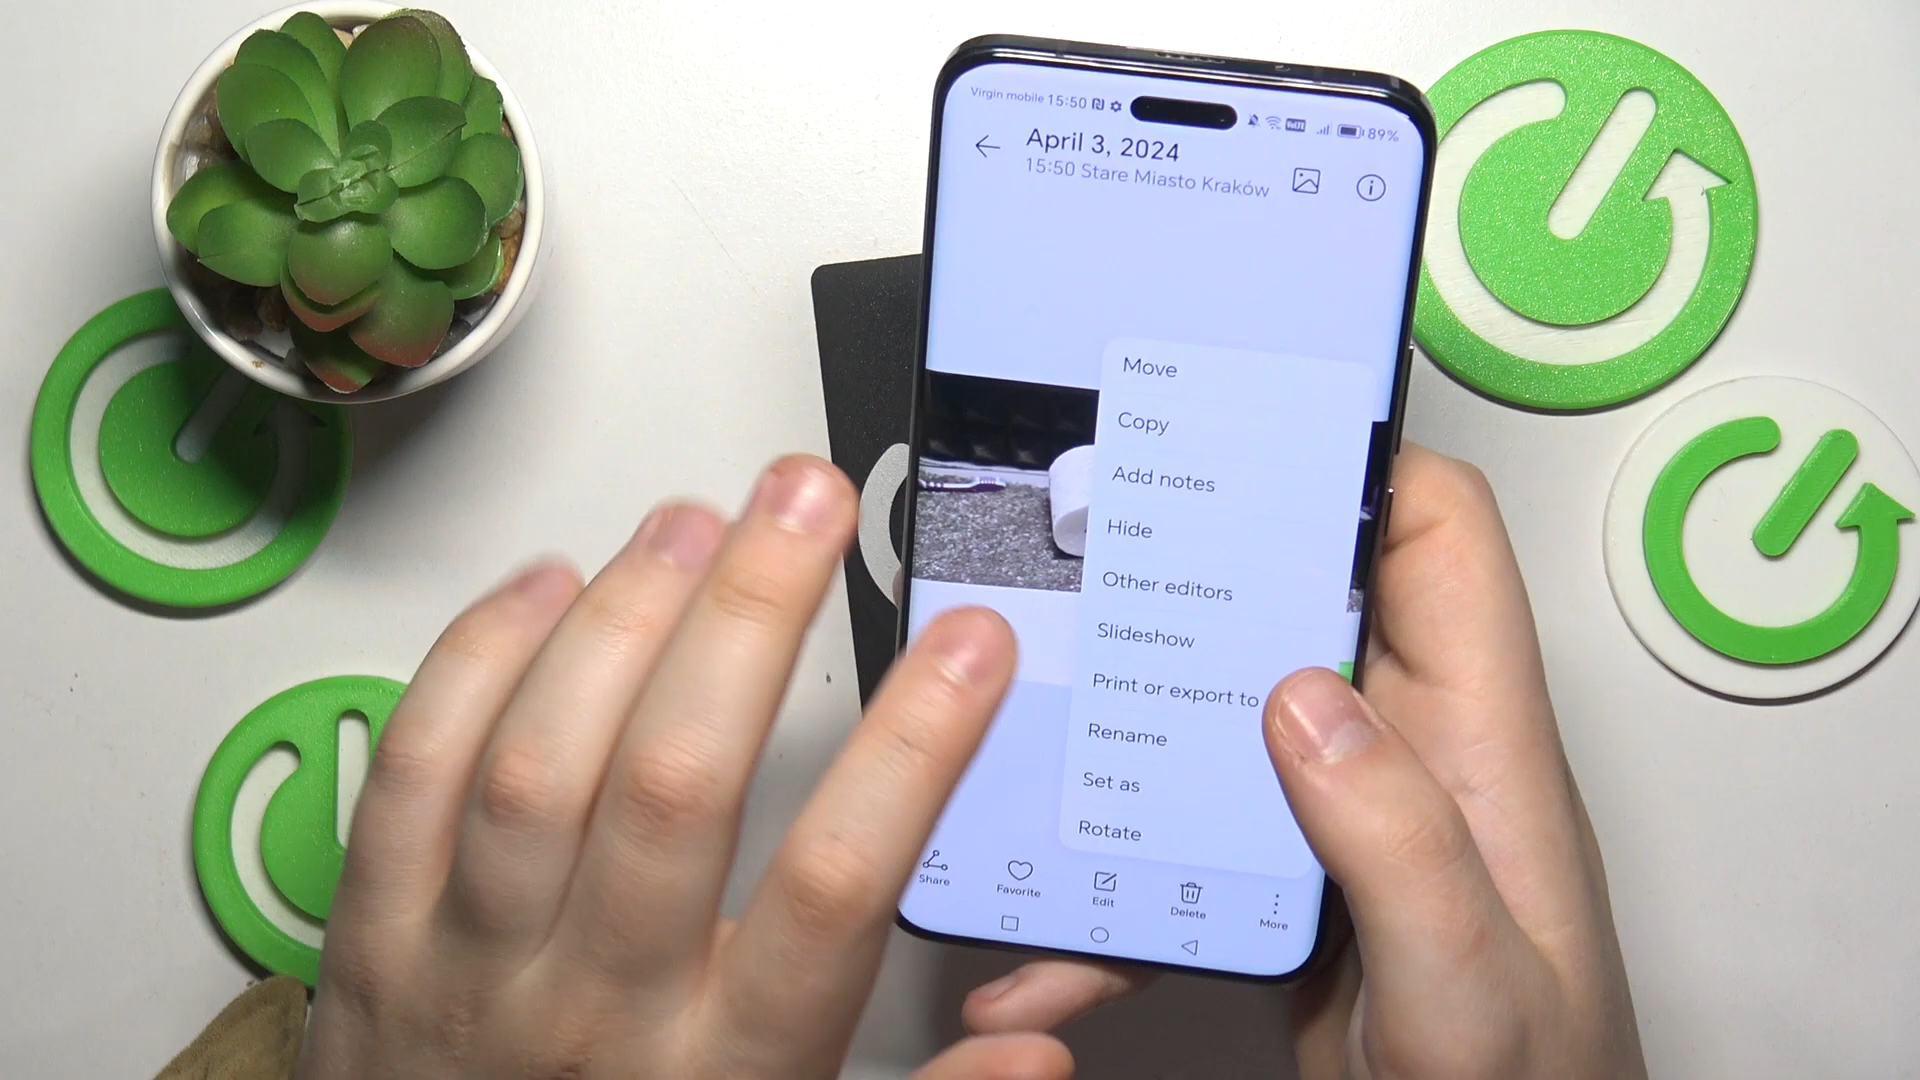 Virgin mobile 15:50 VoLTE 89%
April 3, 2024
15:50 Stare Miasto Kraków
Move
Copy
Add notes
Hide
Other editors
Slideshow
Print or export to
Rename
Set as
Rotate
Share Favorite Edit Delete More